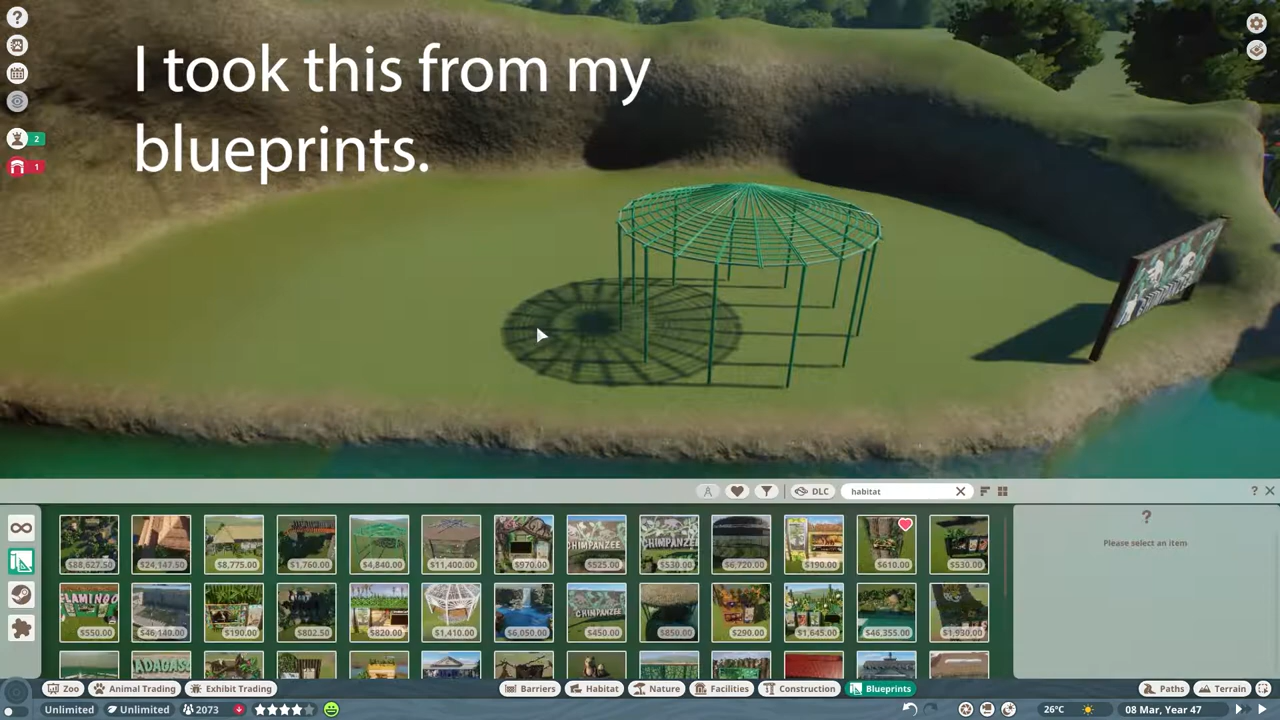 I took this from my
blueprints.
2
1
DLC
habitat
$88,627.50
$24,147.50
$8,775.00
$1,760.00
$4,840.00
$11,400.00
$970.00
$525.00
$530.00
$6,720.00
$190.00
$610.00
$530.00
CHIMPANZEE
CHIMPANZEE
?
Please select an item
FLAMINGO
CHIMPANZEE
$550.00
$46,140.00
$190.00
$802.50
$820.00
$1,410.00
$6,050.00
$450.00
$850.00
$290.00
$1,645.00
$46,355.00
$1,930.00
Zoo
Animal Trading
Exhibit Trading
Barriers
Habitat
Nature
Facilities
Construction
Blueprints
Paths
Terrain
Unlimited
Unlimited
2073
26°C
08 Mar, Year 47